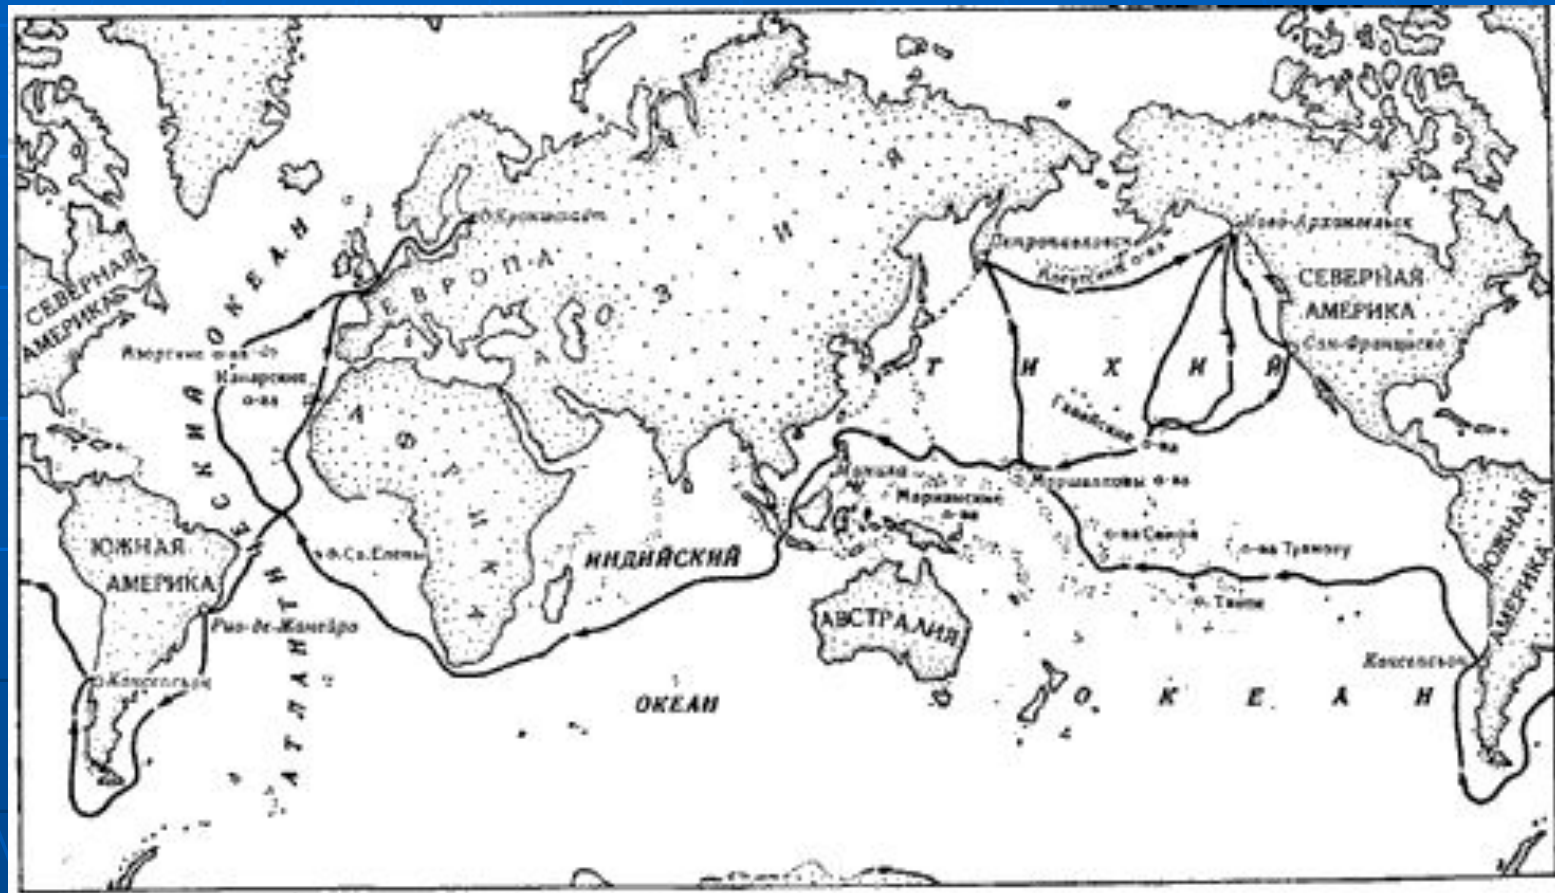 о. Кронштадт
Петропавловск
Ново-Архангельск
Алеутские о-ва
СЕВЕРНАЯ
АМЕРИКА
СЕВЕРНАЯ
АМЕРИКА
ЕВРОПА
АЗИЯ
Сан-Франциско
Азорские о-ва
Канарские
о-ва
АФРИКА
ТИХИЙ
Гавайские о-ва
Манила
Марианские
о-ва
Маршалловы о-ва
о-ва Самоа
о-ва Туамоту
о. Таити
ЮЖНАЯ
АМЕРИКА
о. Св. Елены
ИНДИЙСКИЙ
ОКЕАН
АВСТРАЛИЯ
ЮЖНАЯ
АМЕРИКА
Рио-де-Жанейро
Консепсьон
Консепсьон
ОКЕАН
АТЛАНТИЧЕСКИЙ ОКЕАН